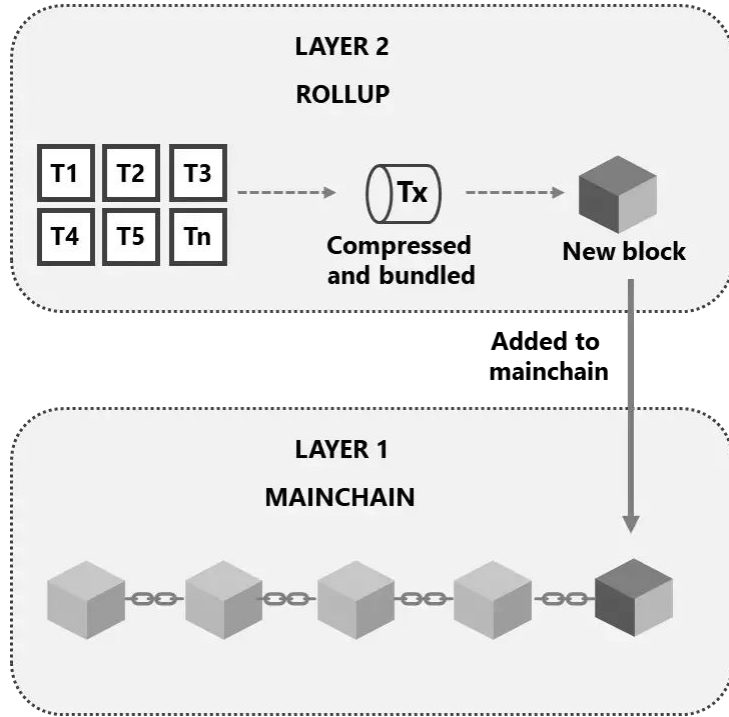 LAYER 2
ROLLUP
T1 T2 T3
T4 T5 Tn
Tx
Compressed
and bundled
New block
Added to
mainchain
LAYER 1
MAINCHAIN